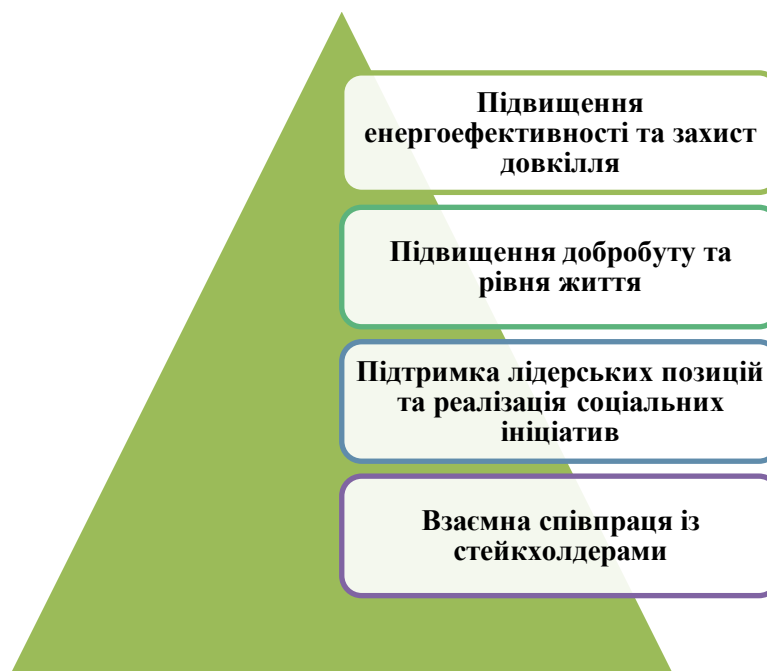 Підвищення
енергоефективності та захист
довкілля
Підвищення добробуту та
рівня життя
Підтримка лідерських позицій
та реалізація соціальних
ініціатив
Взаємна співпраця із
стейкхолдерами